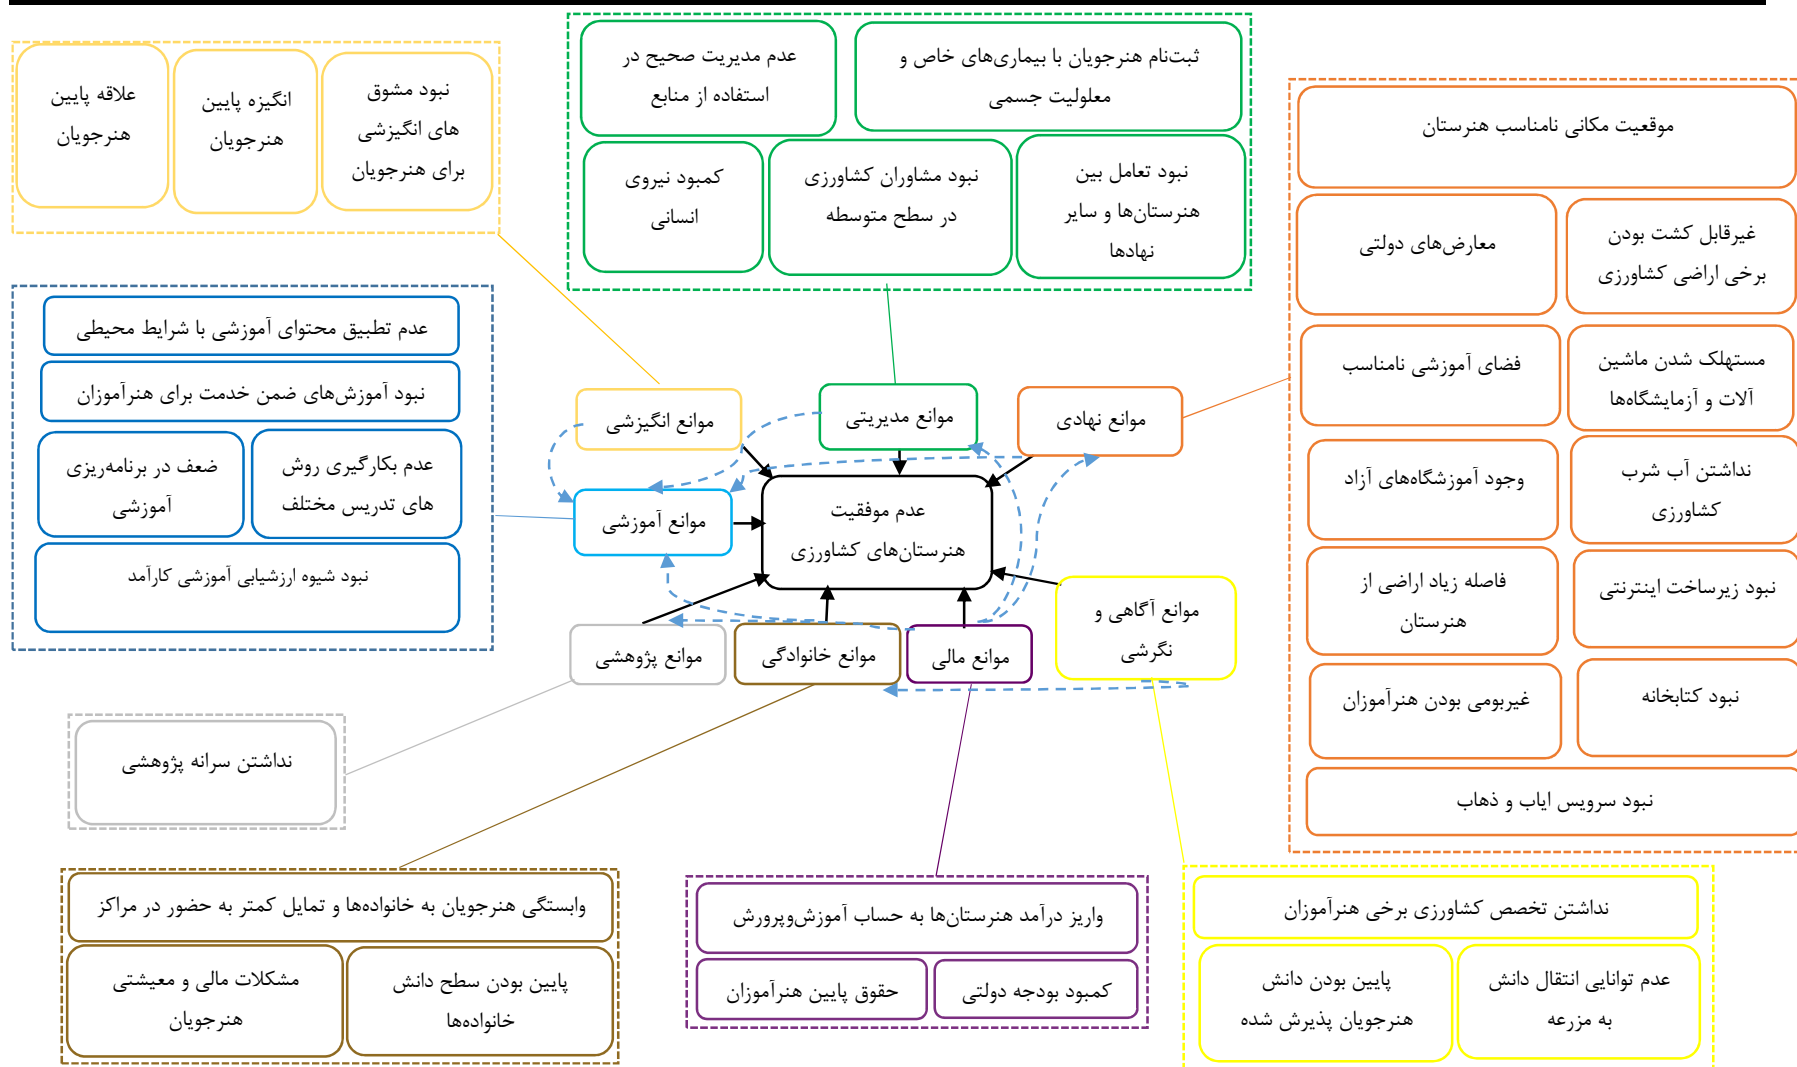 ثبت‌نام هنرجویان با بیماری‌های خاص و
معلولیت جسمی
عدم مدیریت صحیح در
استفاده از منابع
نبود تعامل بین
هنرستان‌ها و سایر
نهادها
نبود مشاوران کشاورزی
در سطح متوسطه
کمبود نیروی
انسانی
نبود مشوق
های انگیزشی
برای هنرجویان
انگیزه پایین
هنرجویان
علاقه پایین
هنرجویان
موقعیت مکانی نامناسب هنرستان
غیرقابل کشت بودن
برخی اراضی کشاورزی
معارض‌های دولتی
مستهلک شدن ماشین
آلات و آزمایشگاه‌ها
فضای آموزشی نامناسب
نداشتن آب شرب
کشاورزی
وجود آموزشگاه‌های آزاد
نبود زیرساخت اینترنتی
فاصله زیاد اراضی از
هنرستان
نبود کتابخانه
غیربومی بودن هنرآموزان
نبود سرویس ایاب و ذهاب
عدم تطبیق محتوای آموزشی با شرایط محیطی
نبود آموزش‌های ضمن خدمت برای هنرآموزان
عدم بکارگیری روش
های تدریس مختلف
ضعف در برنامه‌ریزی
آموزشی
نبود شیوه ارزشیابی آموزشی کارآمد
موانع نهادی
موانع مدیریتی
موانع انگیزشی
موانع آموزشی
عدم موفقیت
هنرستان‌های کشاورزی
موانع آگاهی و
نگرشی
موانع مالی
موانع خانوادگی
موانع پژوهشی
نداشتن سرانه پژوهشی
نداشتن تخصص کشاورزی برخی هنرآموزان
عدم توانایی انتقال دانش
به مزرعه
پایین بودن دانش
هنرجویان پذیرش شده
واریز درآمد هنرستان‌ها به حساب آموزش‌وپرورش
کمبود بودجه دولتی
حقوق پایین هنرآموزان
وابستگی هنرجویان به خانواده‌ها و تمایل کمتر به حضور در مراکز
پایین بودن سطح دانش
خانواده‌ها
مشکلات مالی و معیشتی
هنرجویان